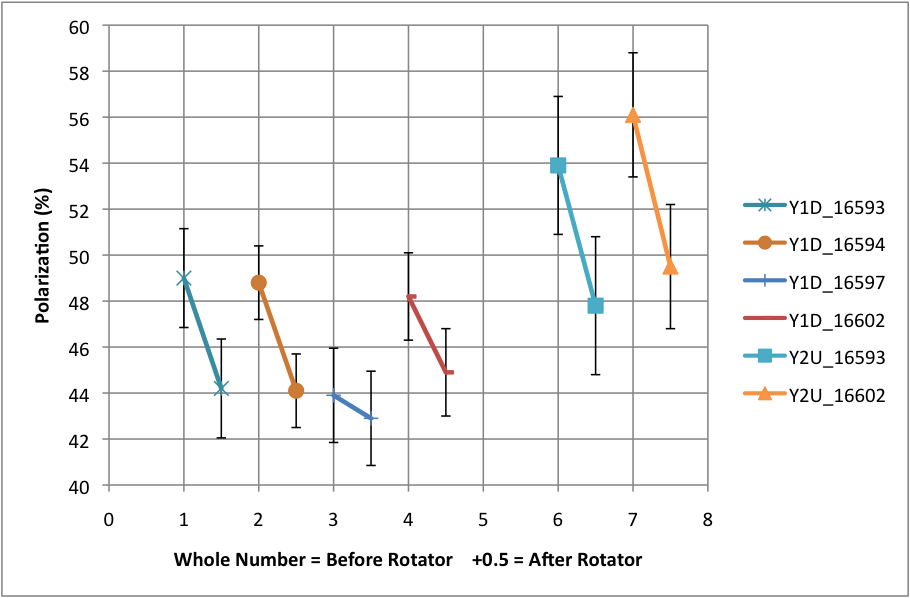 60
58
56
54
52
50
48
46
44
42
40
Polarization (%)
0 1 2 3 4 5 6 7 8
Whole Number = Before Rotator +0.5 = After Rotator
Y1D_16593
Y1D_16594
Y1D_16597
Y1D_16602
Y2U_16593
Y2U_16602